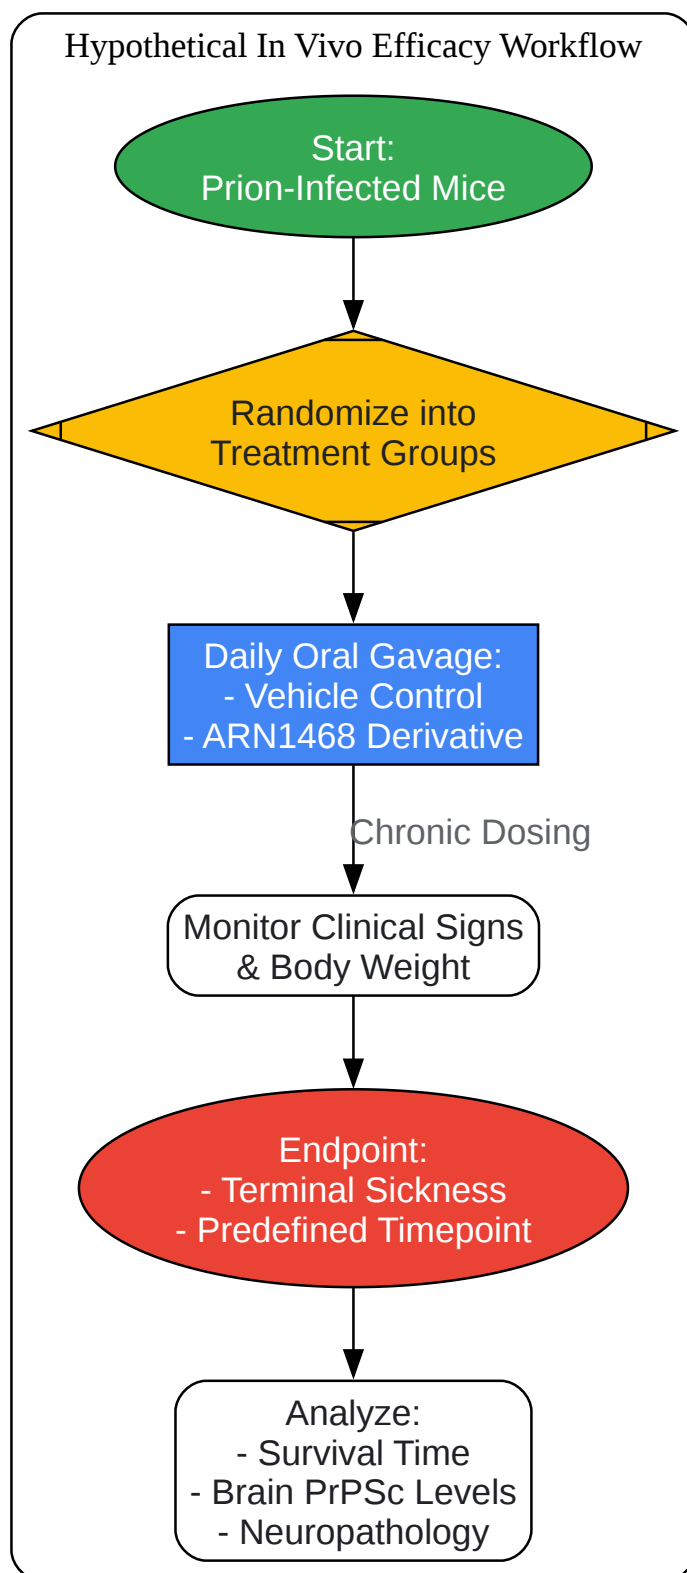 Hypothetical In Vivo Efficacy Workflow
Start:
Prion-Infected Mice
Randomize into
Treatment Groups
Daily Oral Gavage:
- Vehicle Control
- ARN1468 Derivative
Chronic Dosing
Monitor Clinical Signs
& Body Weight
Endpoint:
- Terminal Sickness
- Predefined Timepoint
Analyze:
- Survival Time
- Brain PrPSc Levels
- Neuropathology